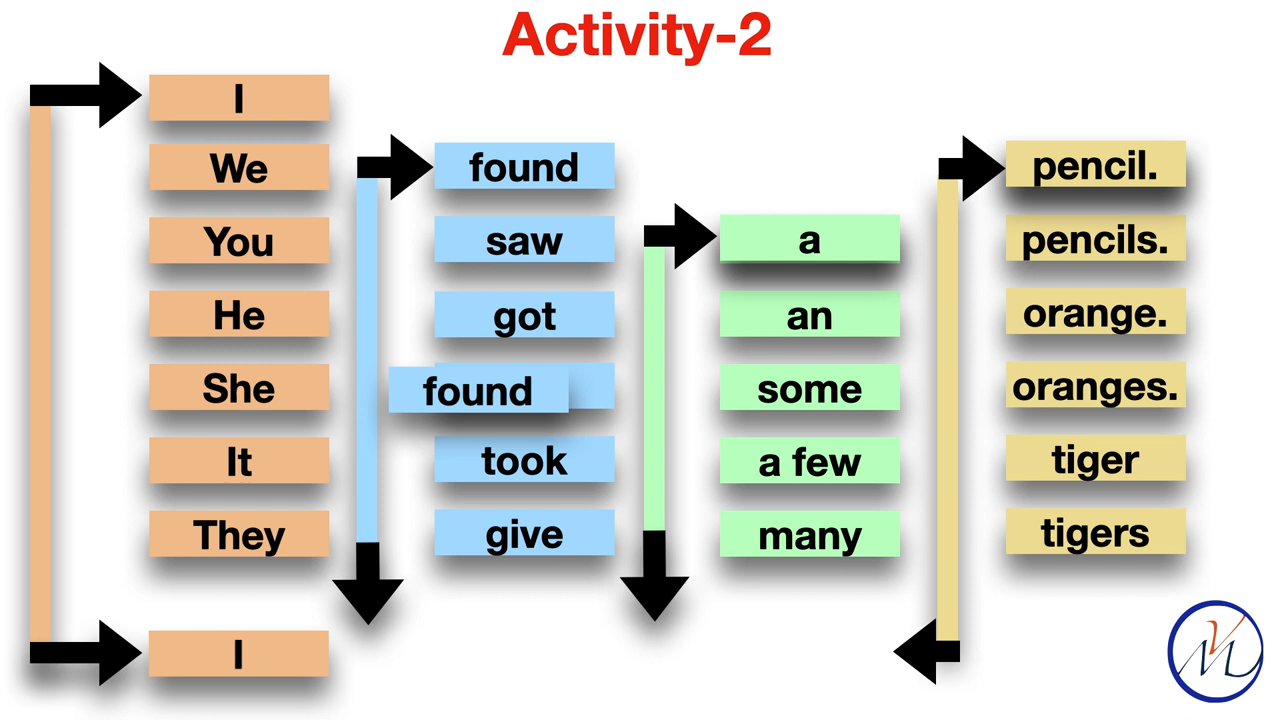 Activity-2
I
We
You
He
She
It
They
I
found
saw
got
found
took
give
a
an
some
a few
many
pencil.
pencils.
orange.
oranges.
tiger
tigers